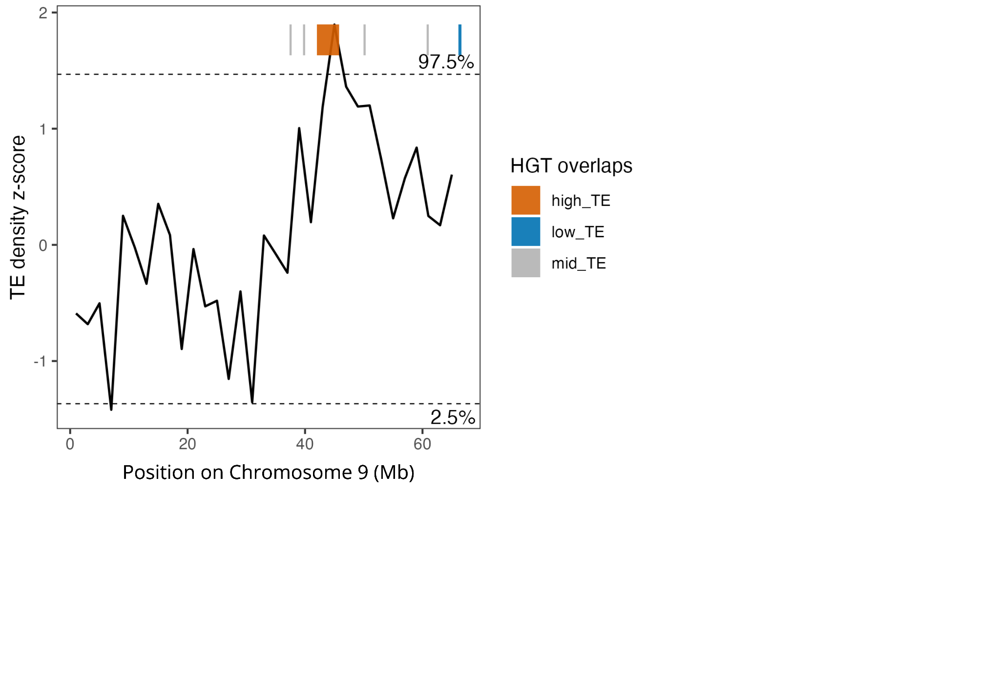 2
1
0
-1
TE density z-score
97.5%
2.5%
0 20 40 60
Position on Chromosome 9 (Mb)
HGT overlaps
high_TE
low_TE
mid_TE